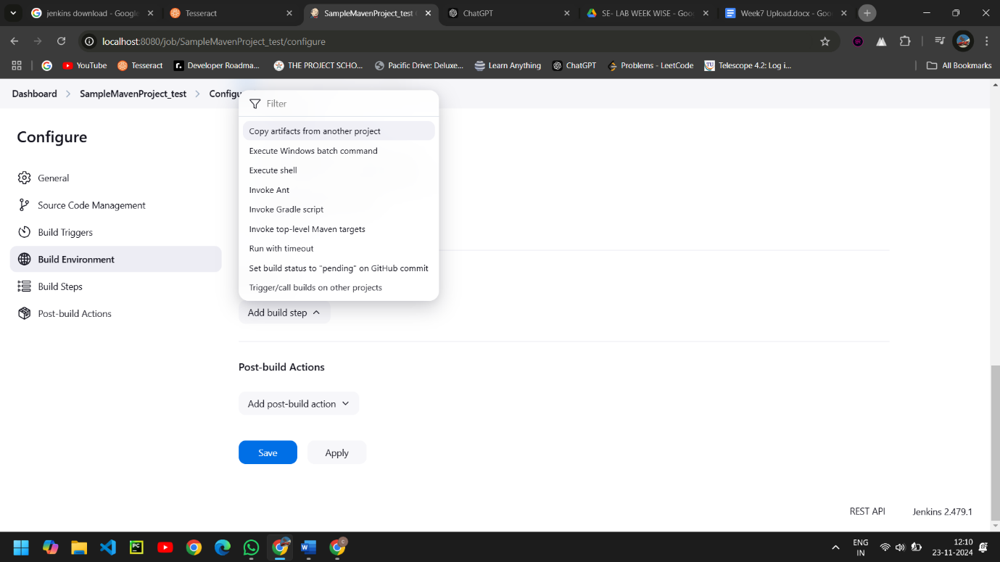 jenkins download - Google
Tesseract
SampleMavenProject_test
ChatGPT
SE- LAB WEEK WISE - Goo
Week7 Upload.docx - Goo
localhost:8080/job/SampleMavenProject_test/configure
YouTube
Tesseract
Developer Roadma...
THE PROJECT SCHO...
Pacific Drive: Deluxe...
Learn Anything
ChatGPT
Problems - LeetCode
Telescope 4.2: Log i...
All Bookmarks
Dashboard > SampleMavenProject_test > Configu
Configure
General
Source Code Management
Build Triggers
Build Environment
Build Steps
Post-build Actions
Filter
Copy artifacts from another project
Execute Windows batch command
Execute shell
Invoke Ant
Invoke Gradle script
Invoke top-level Maven targets
Run with timeout
Set build status to "pending" on GitHub commit
Trigger/call builds on other projects
Add build step
Post-build Actions
Add post-build action
Save
Apply
REST API
Jenkins 2.479.1
ENG
IN
12:10
23-11-2024